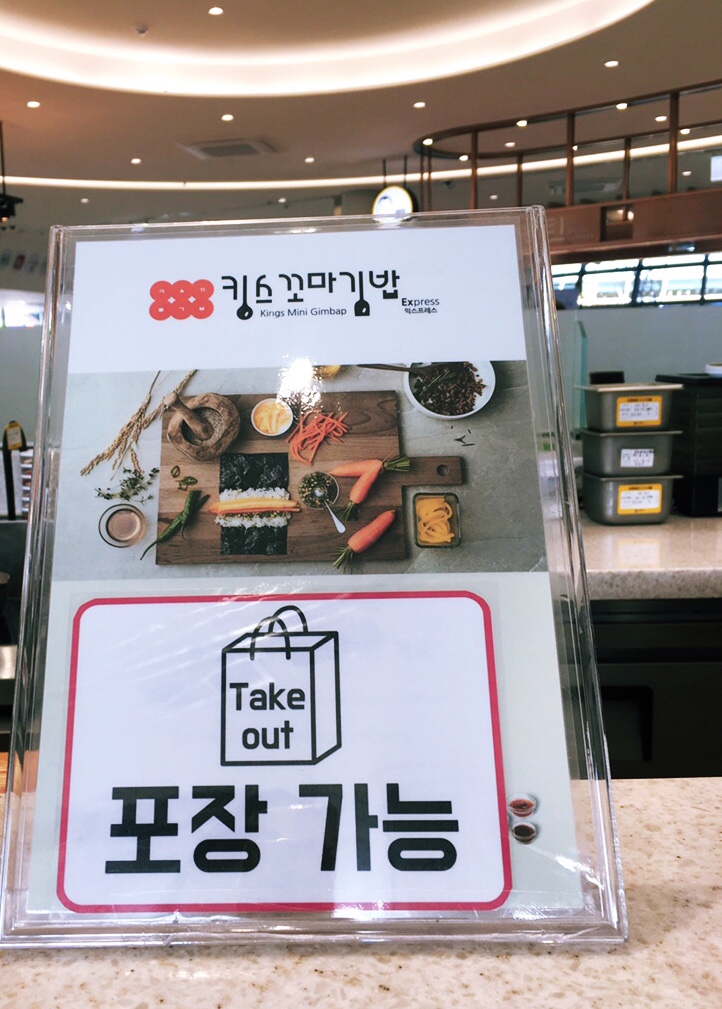 키스꼬마김밥
Kings Mini Gimbap
Express
익스프레스
Take
out
포장 가능